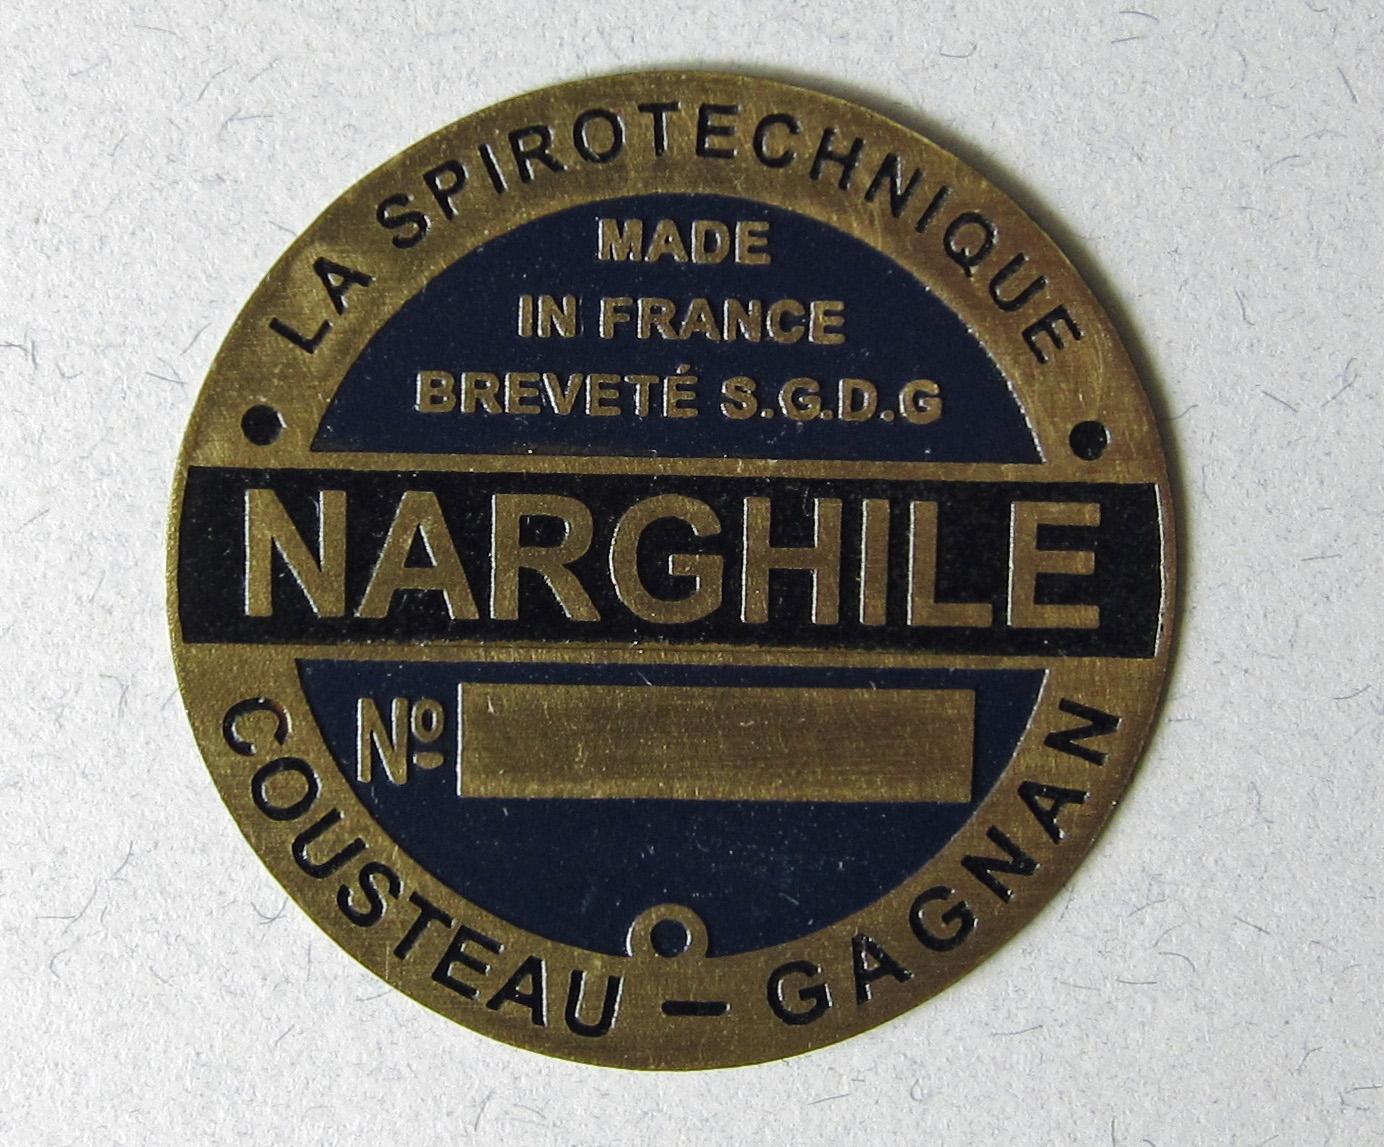 LA SPIROTECHNIQUE
MADE
IN FRANCE
BREVETÉ S.G.D.G
NARGHILE
Nº
COUSTEAU – GAGNAN